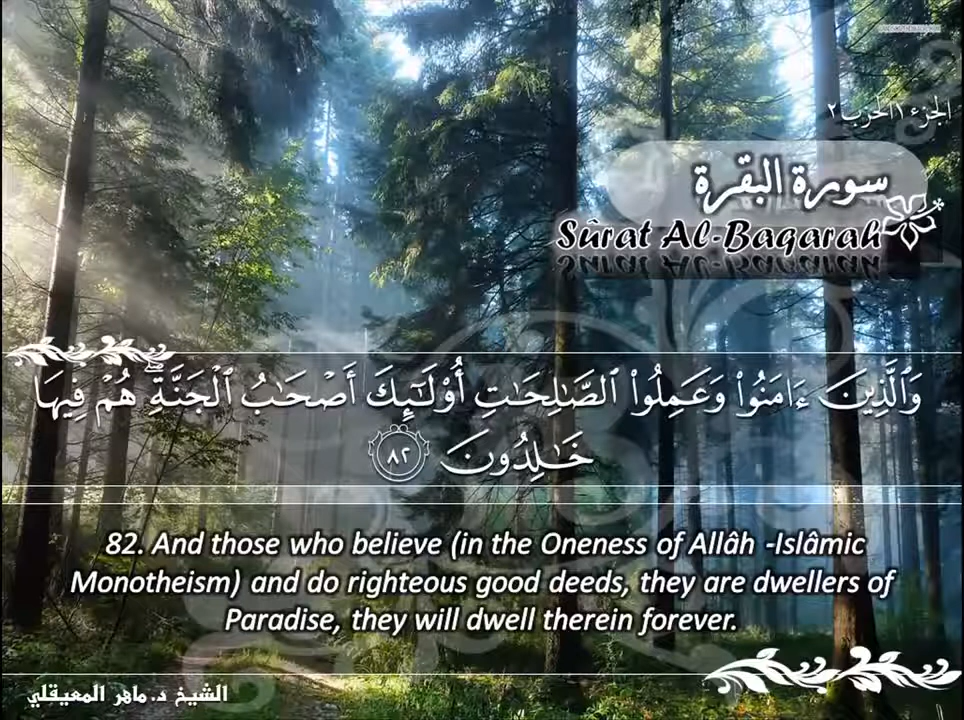 الجزء ١ الحزب ٢
سورة البقرة
Sûrat Al-Baqarah
وَٱلَّذِينَ ءَامَنُوا۟ وَعَمِلُوا۟ ٱلصَّـٰلِحَـٰتِ أُو۟لَـٰٓئِكَ أَصْحَـٰبُ ٱلْجَنَّةِ ۖ هُمْ فِيهَا
خَـٰلِدُونَ ٨٢
82. And those who believe (in the Oneness of Allâh -Islâmic
Monotheism) and do righteous good deeds, they are dwellers of
Paradise, they will dwell therein forever.
الشيخ د. ماهر المعيقلي